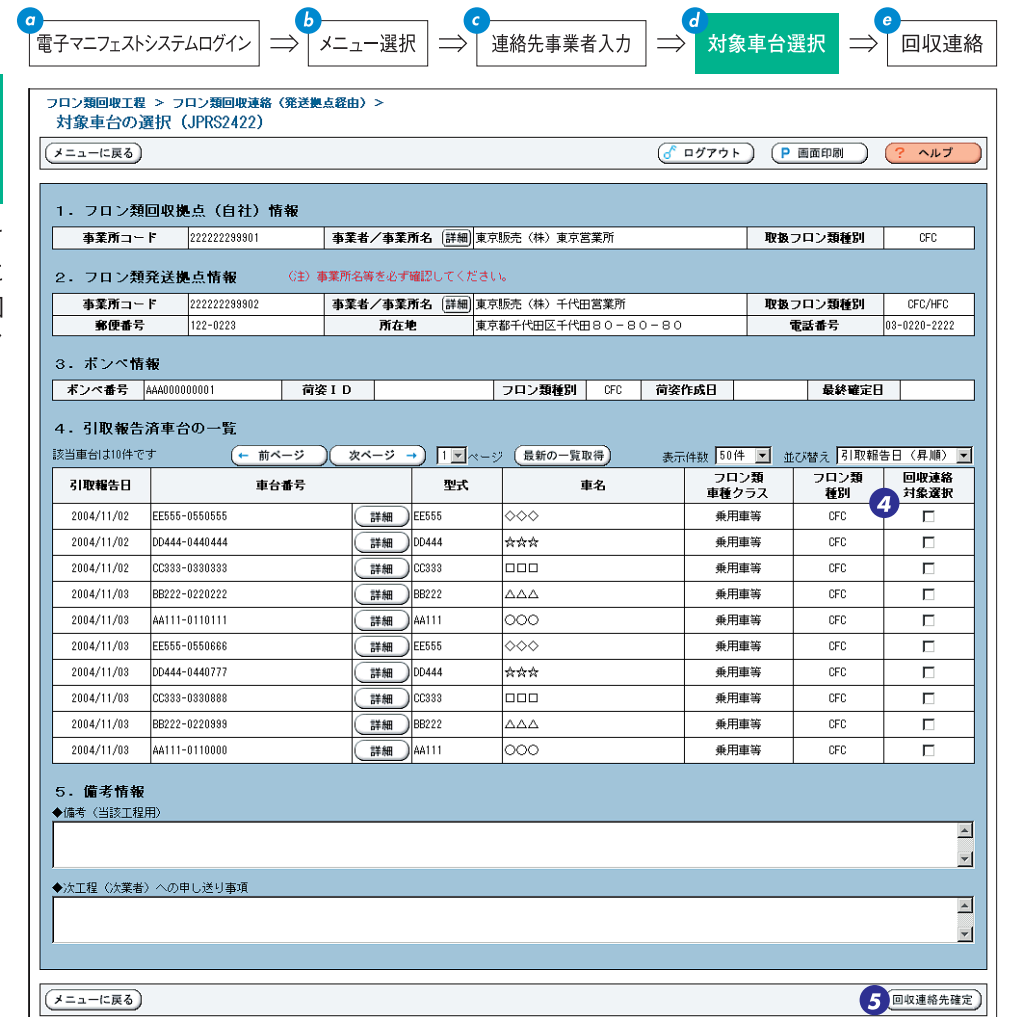 a b c d e
電子マニフェストシステムログイン ⇒ メニュー選択 ⇒ 連絡先事業者入力 ⇒ 対象車台選択 ⇒ 回収連絡
フロン類回収工程 > フロン類回収連絡（発送拠点経由） >
対象車台の選択（JPRS2422）
メニューに戻る ログアウト P 画面印刷 ? ヘルプ
1．フロン類回収拠点（自社）情報
事業所コード 222222299901 事業者／事業所名 詳細 東京販売（株）東京営業所 取扱フロン類種別 CFC
2．フロン類発送拠点情報 （注）事業所名等を必ず確認してください。
事業所コード 222222299902 事業者／事業所名 詳細 東京販売（株）千代田営業所 取扱フロン類種別 CFC/HFC
郵便番号 122-0223 所在地 東京都千代田区千代田８０－８０－８０ 電話番号 03-0220-2222
3．ボンベ情報
ボンベ番号 AAA000000001 荷姿ＩＤ フロン類種別 CFC 荷姿作成日 最終確定日
4．引取報告済車台の一覧
該当車台は10件です ← 前ページ 次ページ → 1 ページ 最新の一覧取得 表示件数 50件 並び替え 引取報告日（昇順）
引取報告日 車台番号 型式 車名 フロン類車種クラス フロン類種別 回収連絡対象選択
4
2004/11/02 EE555-0550555 詳細 EE555 ◇◇◇ 乗用車等 CFC
2004/11/02 DD444-0440444 詳細 DD444 ☆☆☆ 乗用車等 CFC
2004/11/02 CC333-0330333 詳細 CC333 □□□ 乗用車等 CFC
2004/11/03 BB222-0220222 詳細 BB222 △△△ 乗用車等 CFC
2004/11/03 AA111-0110111 詳細 AA111 ○○○ 乗用車等 CFC
2004/11/03 EE555-0550666 詳細 EE555 ◇◇◇ 乗用車等 CFC
2004/11/03 DD444-0440777 詳細 DD444 ☆☆☆ 乗用車等 CFC
2004/11/03 CC333-0330888 詳細 CC333 □□□ 乗用車等 CFC
2004/11/03 BB222-0220999 詳細 BB222 △△△ 乗用車等 CFC
2004/11/03 AA111-0110000 詳細 AA111 ○○○ 乗用車等 CFC
5．備考情報
◆備考（当該工程用）
◆次工程（次業者）への申し送り事項
メニューに戻る 5 回収連絡先確定